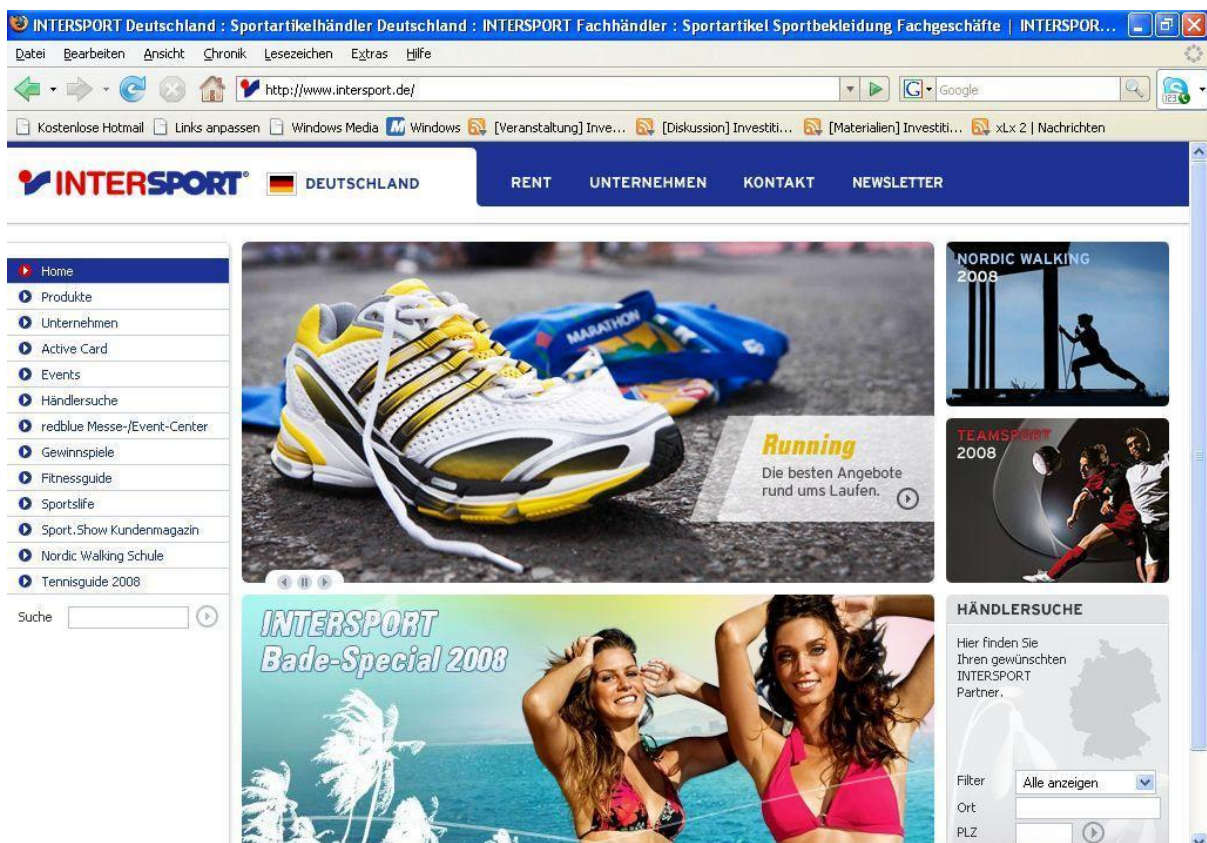 INTERSPORT Deutschland : Sportartikelhändler Deutschland : INTERSPORT Fachhändler : Sportartikel Sportbekleidung Fachgeschäfte | INTERSPOR...
Datei Bearbeiten Ansicht Chronik Lesezeichen Extras Hilfe
http://www.intersport.de/ G Google
Kostenlose Hotmail Links anpassen Windows Media Windows [Veranstaltung] Inve... [Diskussion] Investiti... [Materialien] Investiti... xLx 2 | Nachrichten
INTERSPORT® DEUTSCHLAND RENT UNTERNEHMEN KONTAKT NEWSLETTER
Home
Produkte
Unternehmen
Active Card
Events
Händlersuche
redblue Messe-/Event-Center
Gewinnspiele
Fitnessguide
Sportslife
Sport.Show Kundenmagazin
Nordic Walking Schule
Tennisguide 2008
Suche
MARATHON
Running
Die besten Angebote
rund ums Laufen.
NORDIC WALKING
2008
TEAMSPORT
2008
INTERSPORT
Bade-Special 2008
HÄNDLERSUCHE
Hier finden Sie
Ihren gewünschten
INTERSPORT
Partner.
Filter Alle anzeigen
Ort
PLZ